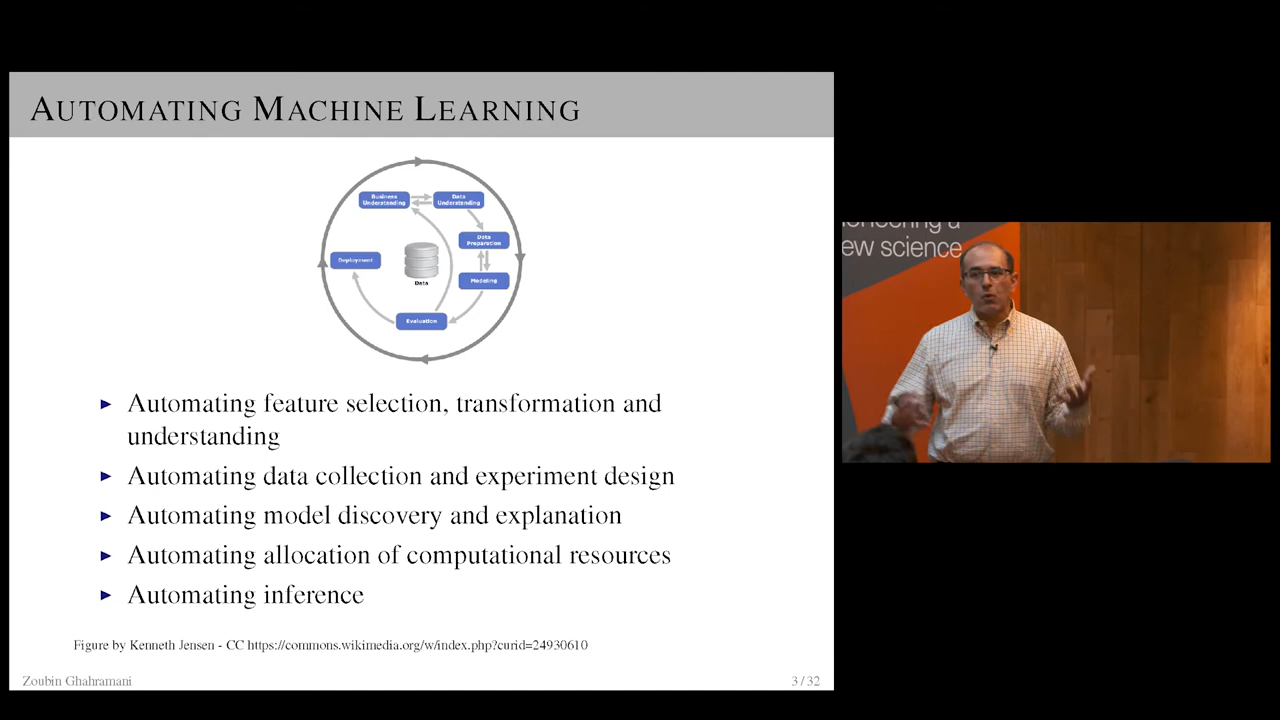 AUTOMATING MACHINE LEARNING
Business
Understanding
Data
Understanding
Data
Preparation
Modeling
Evaluation
Deployment
Data
Automating feature selection, transformation and
understanding
Automating data collection and experiment design
Automating model discovery and explanation
Automating allocation of computational resources
Automating inference
Figure by Kenneth Jensen - CC https://commons.wikimedia.org/w/index.php?curid=24930610
Zoubin Ghahramani
3 / 32
ioneering a
ew science